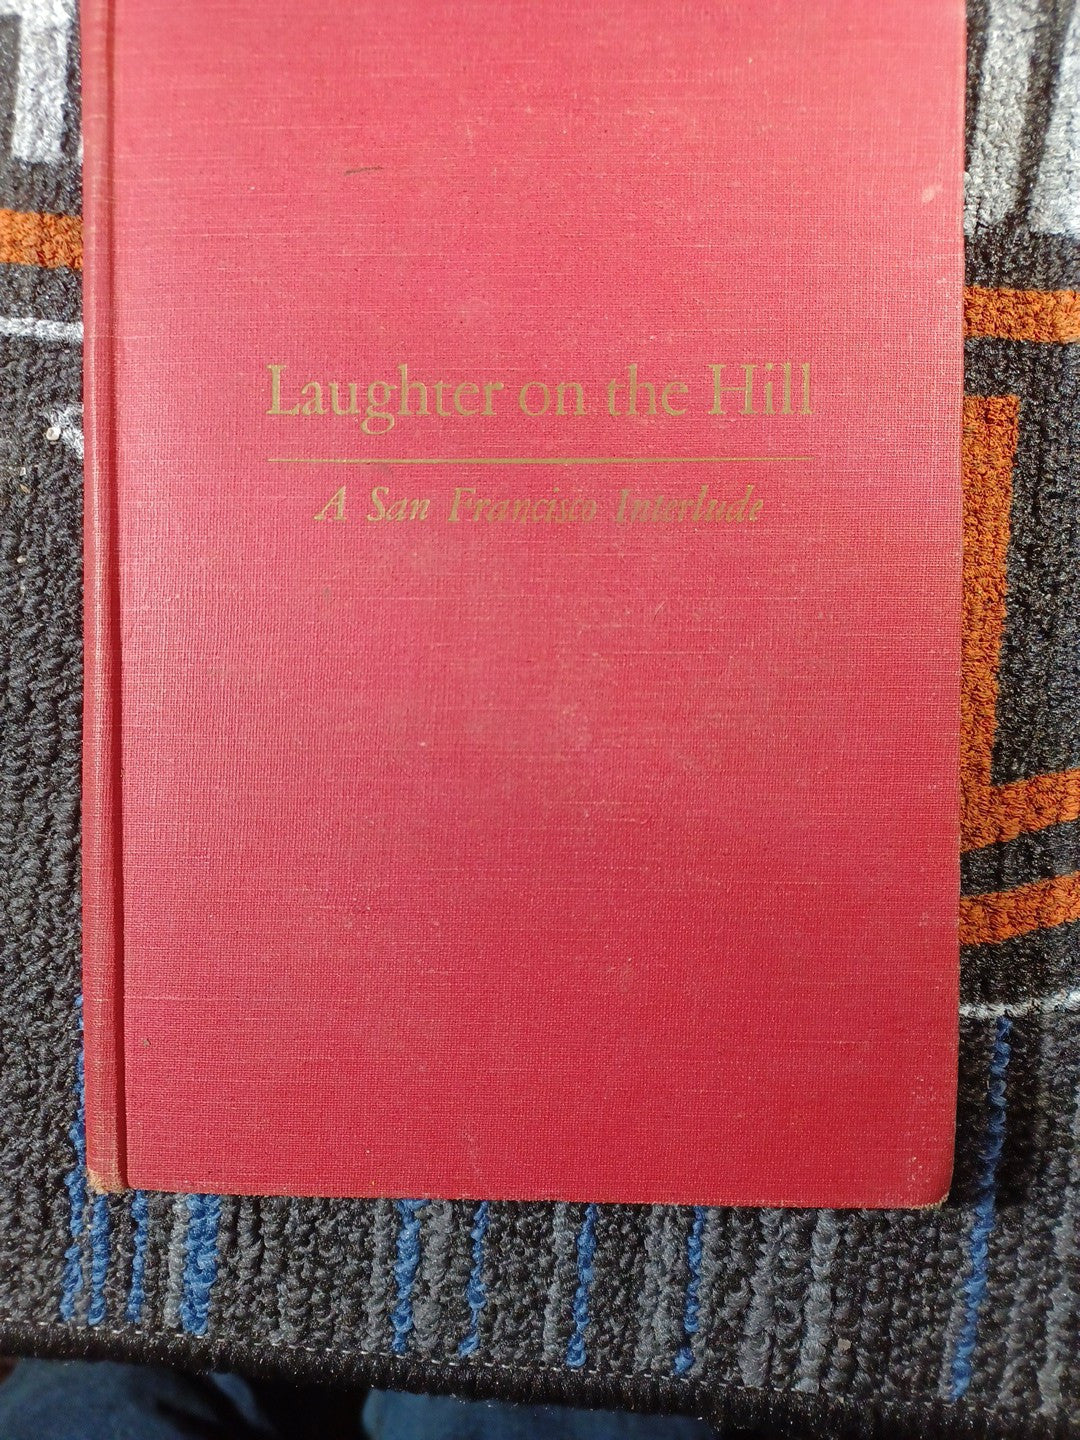 Laughter on the Hill
A San Francisco Interlude